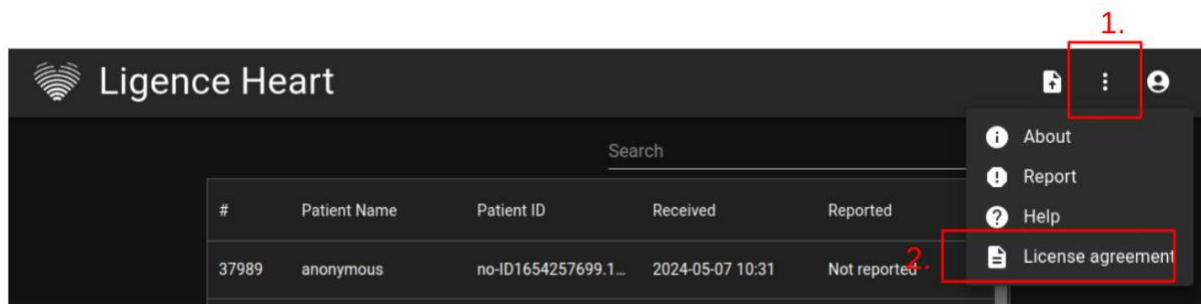 1.
Ligence Heart
Search
About
Report
Help
License agreement
# Patient Name Patient ID Received Reported
37989 anonymous no-ID1654257699.1... 2024-05-07 10:31 Not reported
2.